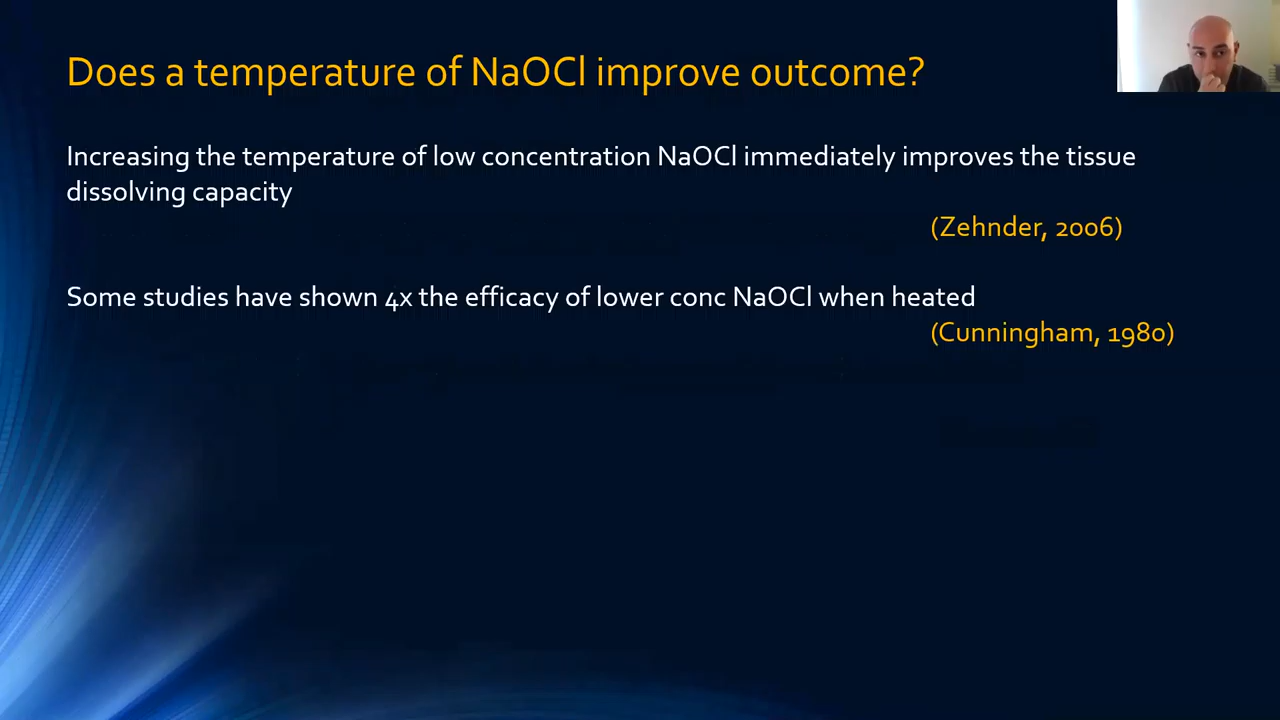 Does a temperature of NaOCl improve outcome?
Increasing the temperature of low concentration NaOCl immediately improves the tissue
dissolving capacity
(Zehnder, 2006)
Some studies have shown 4x the efficacy of lower conc NaOCl when heated
(Cunningham, 1980)